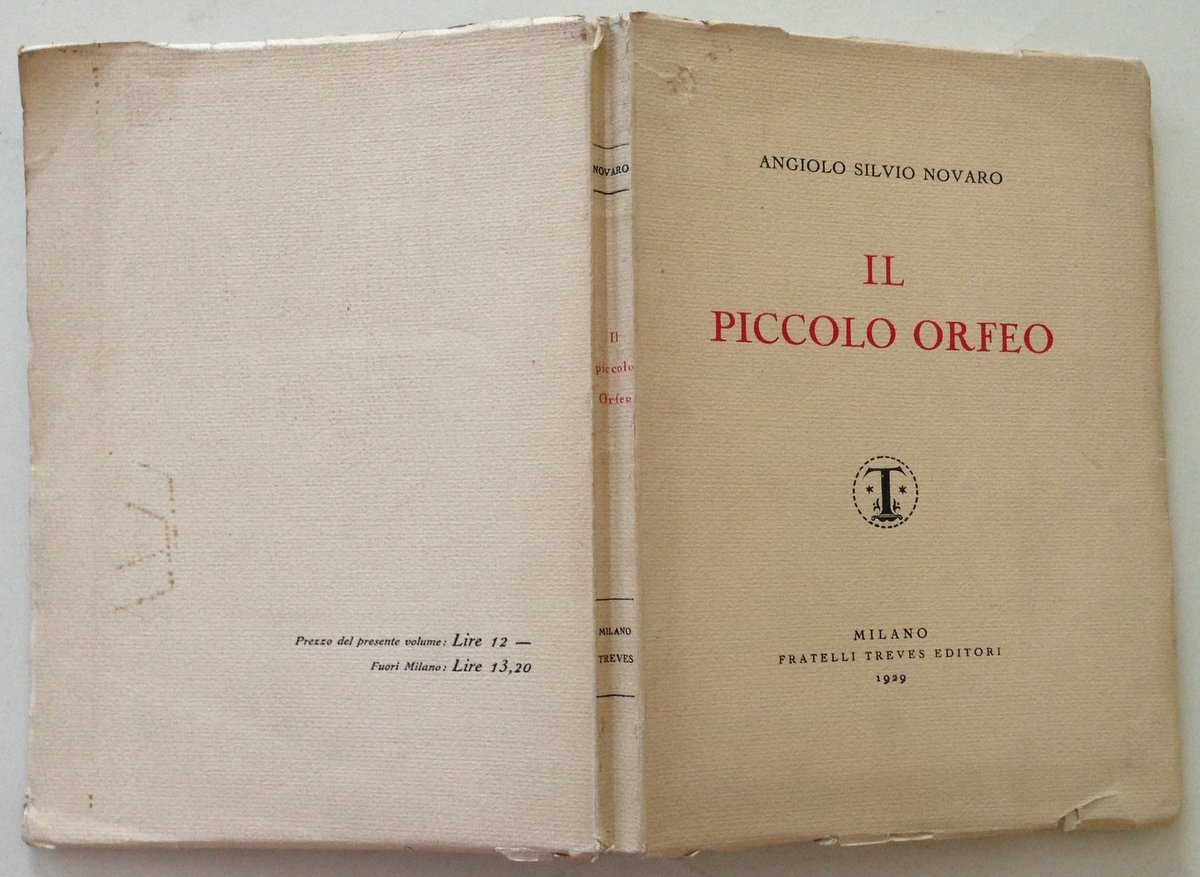 Prezzo del presente volume: Lire 12 —
Fuori Milano: Lire 13,20
NOVARO
Il
piccolo
Orfeo
MILANO
TREVES
ANGIOLO SILVIO NOVARO
IL
PICCOLO ORFEO
T
MILANO
FRATELLI TREVES EDITORI
1929